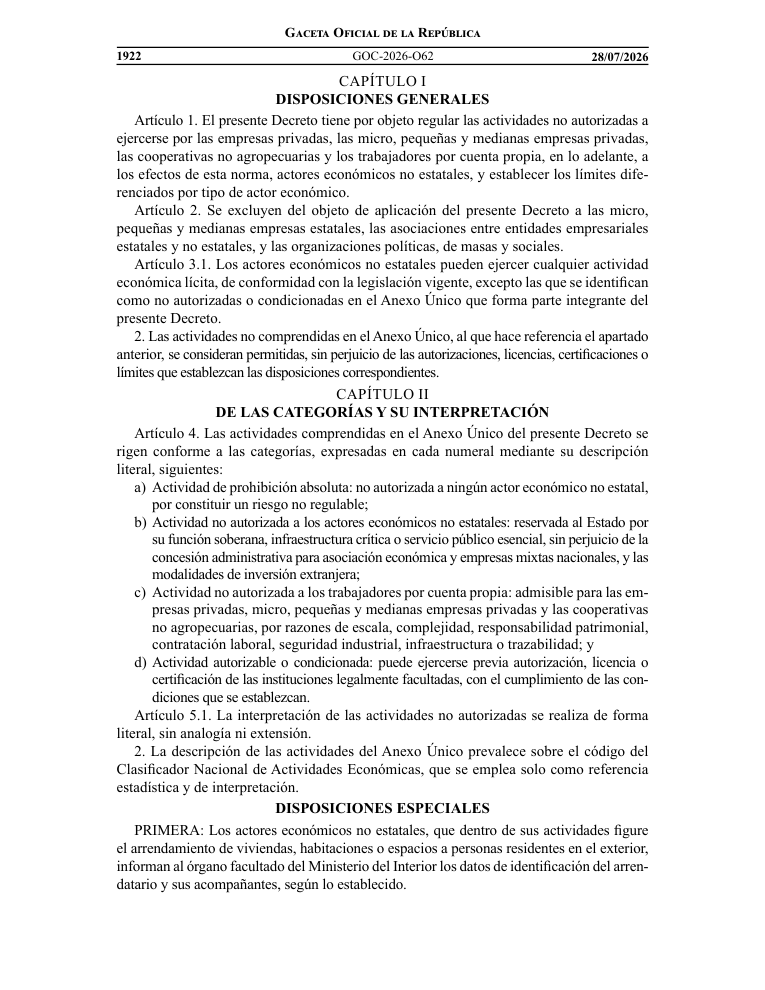 Gaceta Oficial de la República
1922 GOC-2026-O62 28/07/2026
CAPÍTULO I
DISPOSICIONES GENERALES
Artículo 1. El presente Decreto tiene por objeto regular las actividades no autorizadas a
ejercerse por las empresas privadas, las micro, pequeñas y medianas empresas privadas,
las cooperativas no agropecuarias y los trabajadores por cuenta propia, en lo adelante, a
los efectos de esta norma, actores económicos no estatales, y establecer los límites dife-
renciados por tipo de actor económico.
Artículo 2. Se excluyen del objeto de aplicación del presente Decreto a las micro,
pequeñas y medianas empresas estatales, las asociaciones entre entidades empresariales
estatales y no estatales, y las organizaciones políticas, de masas y sociales.
Artículo 3.1. Los actores económicos no estatales pueden ejercer cualquier actividad
económica lícita, de conformidad con la legislación vigente, excepto las que se identifican
como no autorizadas o condicionadas en el Anexo Único que forma parte integrante del
presente Decreto.
2. Las actividades no comprendidas en el Anexo Único, al que hace referencia el apartado
anterior, se consideran permitidas, sin perjuicio de las autorizaciones, licencias, certificaciones o
límites que establezcan las disposiciones correspondientes.
CAPÍTULO II
DE LAS CATEGORÍAS Y SU INTERPRETACIÓN
Artículo 4. Las actividades comprendidas en el Anexo Único del presente Decreto se
rigen conforme a las categorías, expresadas en cada numeral mediante su descripción
literal, siguientes:
a) Actividad de prohibición absoluta: no autorizada a ningún actor económico no estatal,
por constituir un riesgo no regulable;
b) Actividad no autorizada a los actores económicos no estatales: reservada al Estado por
su función soberana, infraestructura crítica o servicio público esencial, sin perjuicio de la
concesión administrativa para asociación económica y empresas mixtas nacionales, y las
modalidades de inversión extranjera;
c) Actividad no autorizada a los trabajadores por cuenta propia: admisible para las em-
presas privadas, micro, pequeñas y medianas empresas privadas y las cooperativas
no agropecuarias, por razones de escala, complejidad, responsabilidad patrimonial,
contratación laboral, seguridad industrial, infraestructura o trazabilidad; y
d) Actividad autorizable o condicionada: puede ejercerse previa autorización, licencia o
certificación de las instituciones legalmente facultadas, con el cumplimiento de las con-
diciones que se establezcan.
Artículo 5.1. La interpretación de las actividades no autorizadas se realiza de forma
literal, sin analogía ni extensión.
2. La descripción de las actividades del Anexo Único prevalece sobre el código del
Clasificador Nacional de Actividades Económicas, que se emplea solo como referencia
estadística y de interpretación.
DISPOSICIONES ESPECIALES
PRIMERA: Los actores económicos no estatales, que dentro de sus actividades figure
el arrendamiento de viviendas, habitaciones o espacios a personas residentes en el exterior,
informan al órgano facultado del Ministerio del Interior los datos de identificación del arren-
datario y sus acompañantes, según lo establecido.